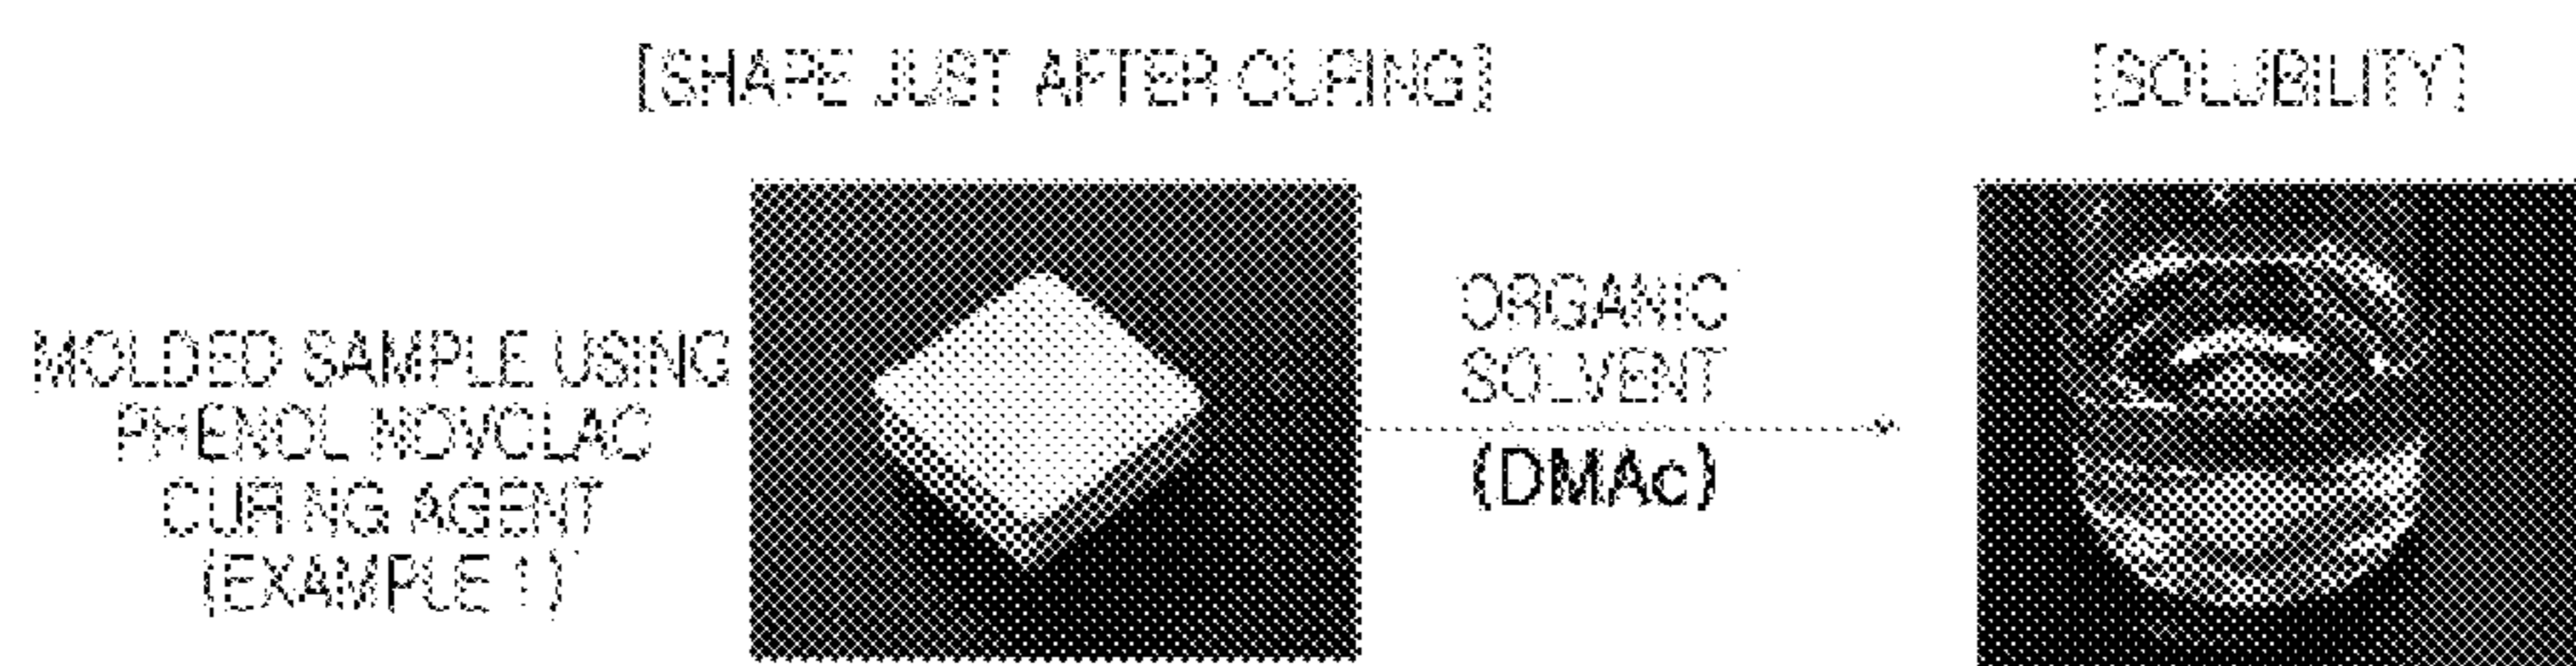 [SHAPE JUST AFTER CURING]
[SOLUBILITY]
MOLDED SAMPLE USING
PHENOL NOVOLAC
CURING AGENT
(EXAMPLE 1)
ORGANIC
SOLVENT
(DMAc)